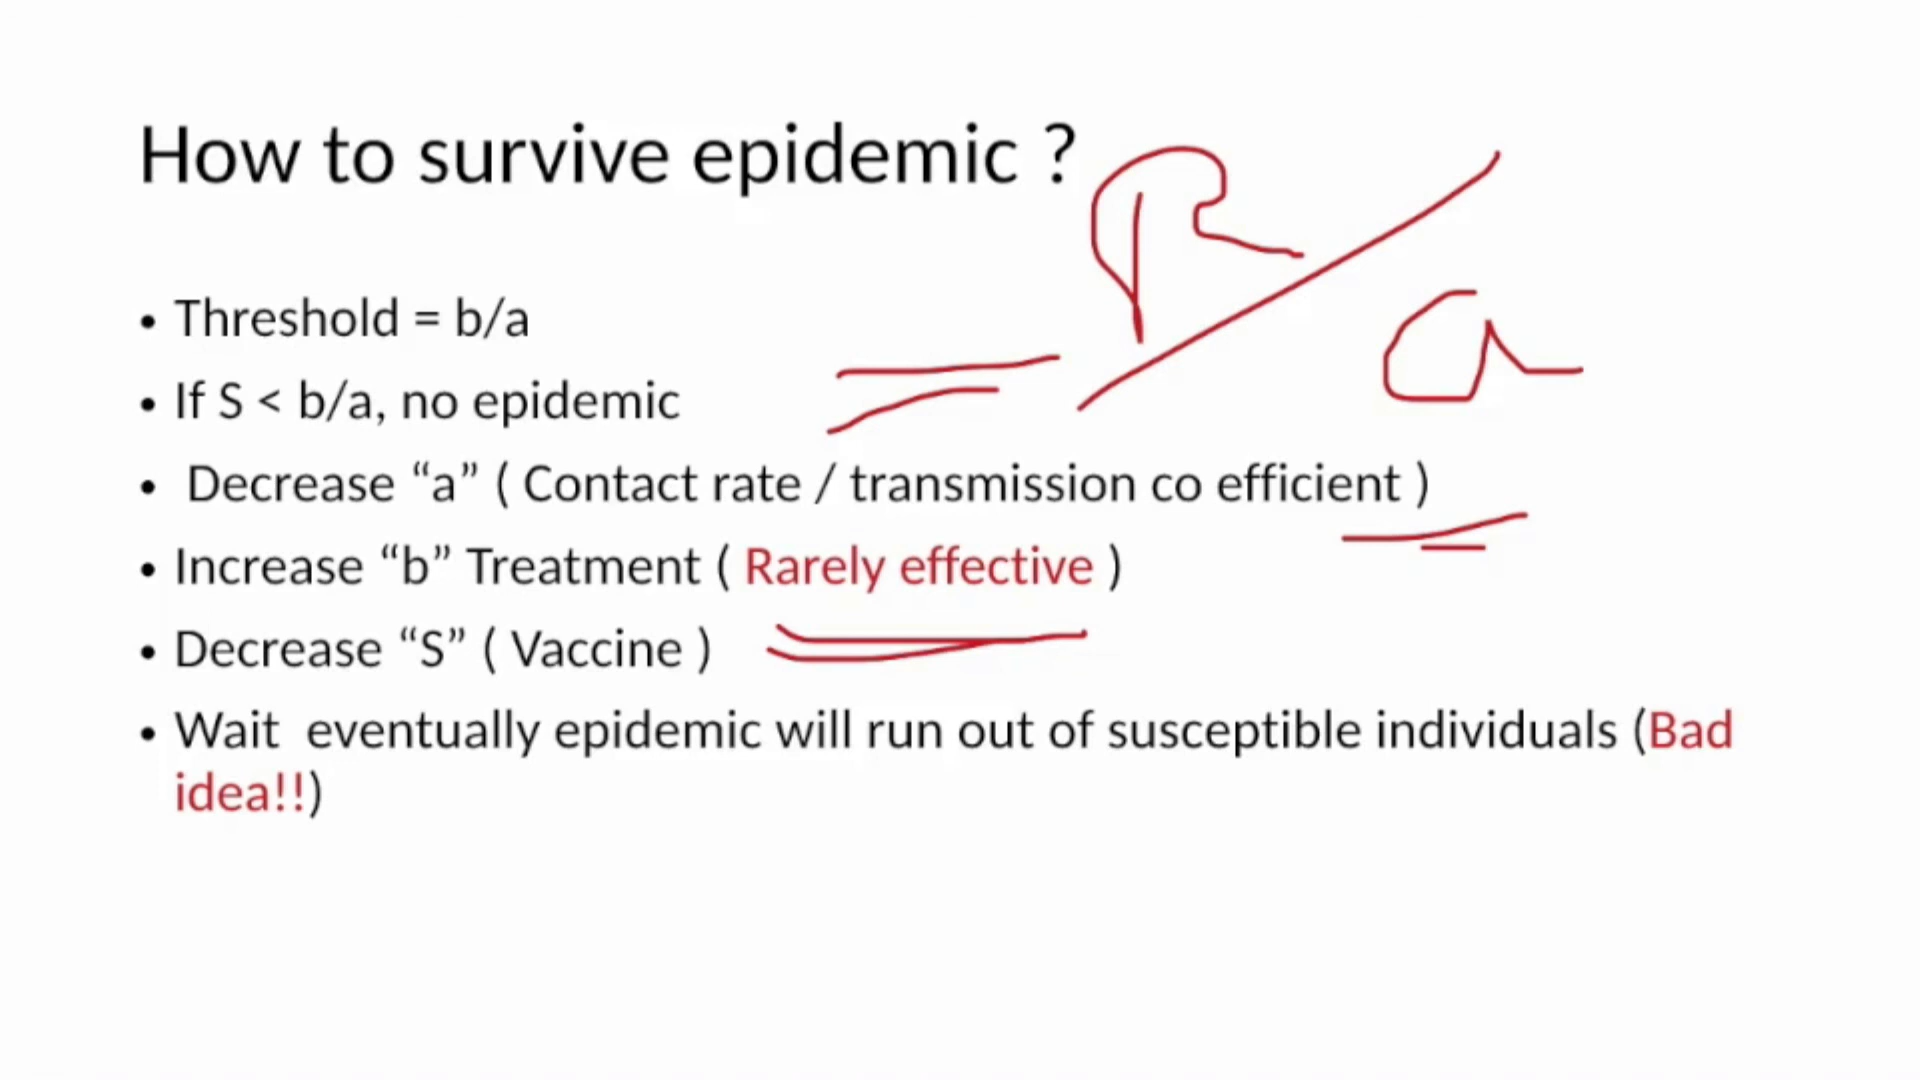 How to survive epidemic ?
• Threshold = b/a
• If S < b/a, no epidemic
• Decrease “a” ( Contact rate / transmission co efficient )
• Increase “b” Treatment ( Rarely effective )
• Decrease “S” ( Vaccine )
• Wait eventually epidemic will run out of susceptible individuals (Bad
idea!!)
a